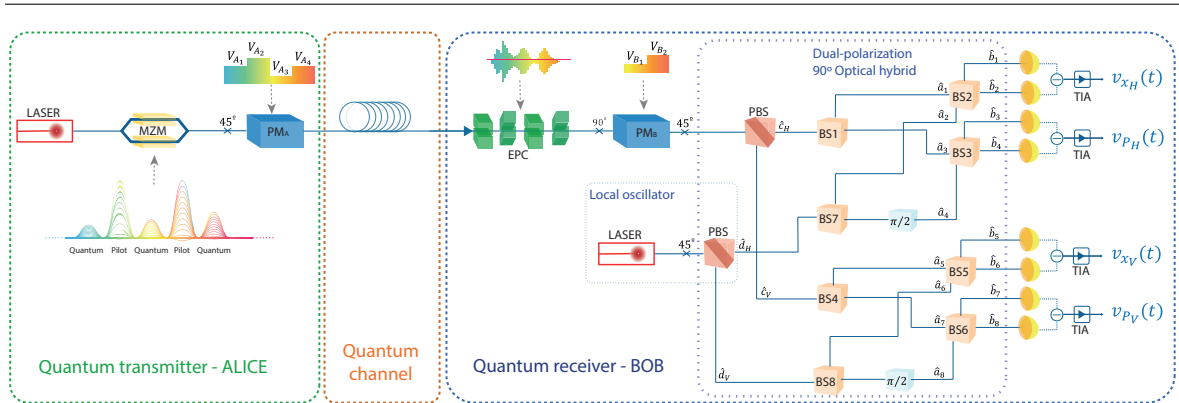 V_{A_1}
V_{A_2}
V_{A_3}
V_{A_4}
LASER
MZM
45°
PM_A
Quantum
Pilot
Quantum
Pilot
Quantum
Quantum transmitter - ALICE
Quantum
channel
EPC
90°
V_{B_1}
V_{B_2}
PM_B
45°
Local oscillator
LASER
45°
PBS
PBS
ĉ_H
d̂_H
ĉ_V
d̂_V
Dual-polarization
90º Optical hybrid
BS1
BS7
BS4
BS8
π/2
π/2
â_1
â_2
â_3
â_4
â_5
â_6
â_7
â_8
BS2
BS3
BS5
BS6
b̂_1
b̂_2
b̂_3
b̂_4
b̂_5
b̂_6
b̂_7
b̂_8
TIA
TIA
TIA
TIA
v_{x_H}(t)
v_{P_H}(t)
v_{x_V}(t)
v_{P_V}(t)
Quantum receiver - BOB